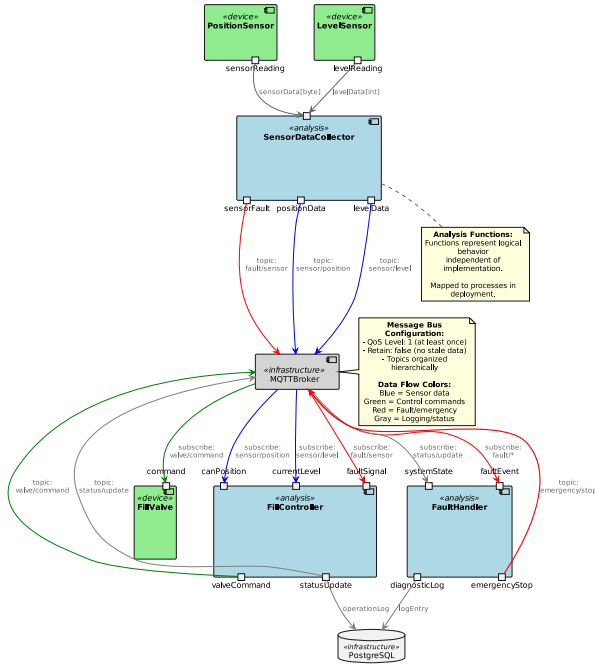 «device»
PositionSensor
«device»
LevelSensor
sensorReading
levelReading
sensorData[byte]
levelData[int]
«analysis»
SensorDataCollector
sensorFault
positionData
levelData
Analysis Functions:
Functions represent logical
behavior
independent of
implementation.
Mapped to processes in
deployment.
topic:
fault/sensor
topic:
sensor/position
topic:
sensor/level
Message Bus
Configuration:
- QoS Level: 1 (at least once)
- Retain: false (no stale data)
- Topics organized
hierarchically
Data Flow Colors:
Blue = Sensor data
Green = Control commands
Red = Fault/emergency
Gray = Logging/status
«infrastructure»
MQTTBroker
subscribe:
valve/command
subscribe:
sensor/position
subscribe:
sensor/level
subscribe:
fault/sensor
subscribe:
status/update
subscribe:
fault/*
command
canPosition
currentLevel
faultSignal
systemState
faultEvent
topic:
valve/command
topic:
status/update
topic:
emergency/stop
«device»
FillValve
«analysis»
FillController
«analysis»
FaultHandler
valveCommand
statusUpdate
diagnosticLog
emergencyStop
operationLog
logEntry
«infrastructure»
PostgreSQL